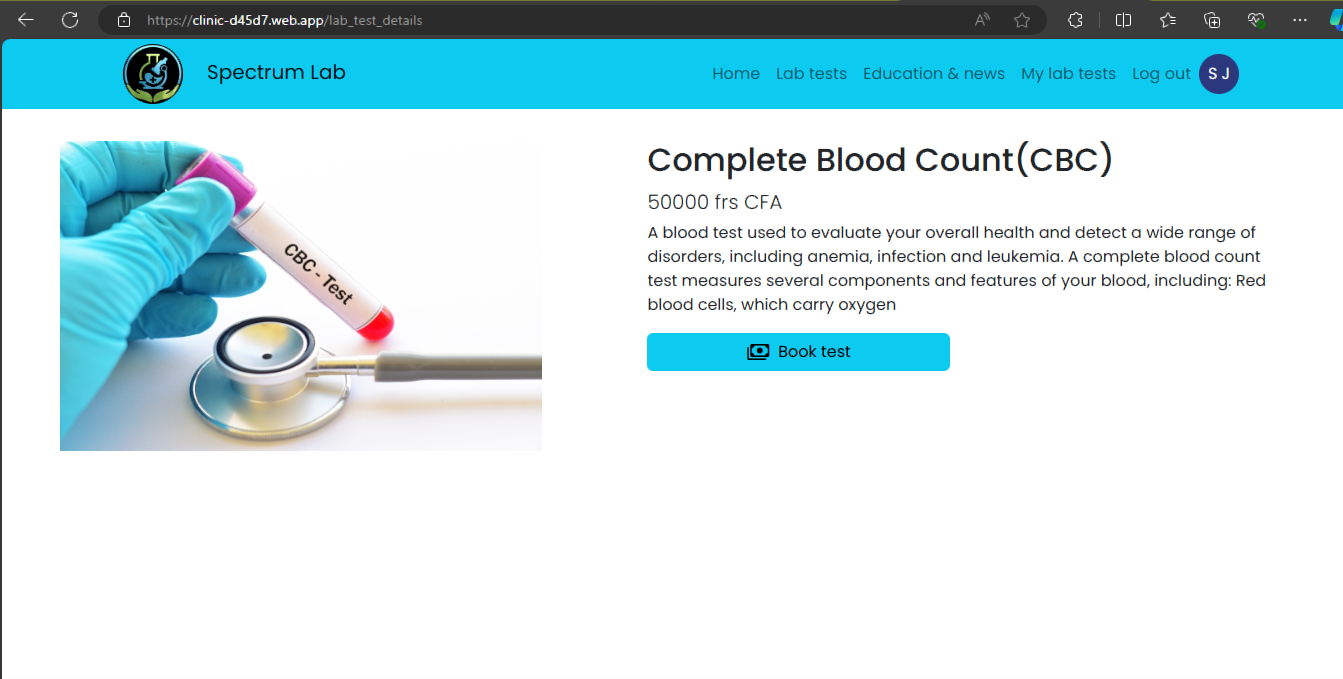 https://clinic-d45d7.web.app/lab_test_details
Spectrum Lab
Home Lab tests Education & news My lab tests Log out S J
CBC - Test
Complete Blood Count(CBC)
50000 frs CFA
A blood test used to evaluate your overall health and detect a wide range of
disorders, including anemia, infection and leukemia. A complete blood count
test measures several components and features of your blood, including: Red
blood cells, which carry oxygen
Book test